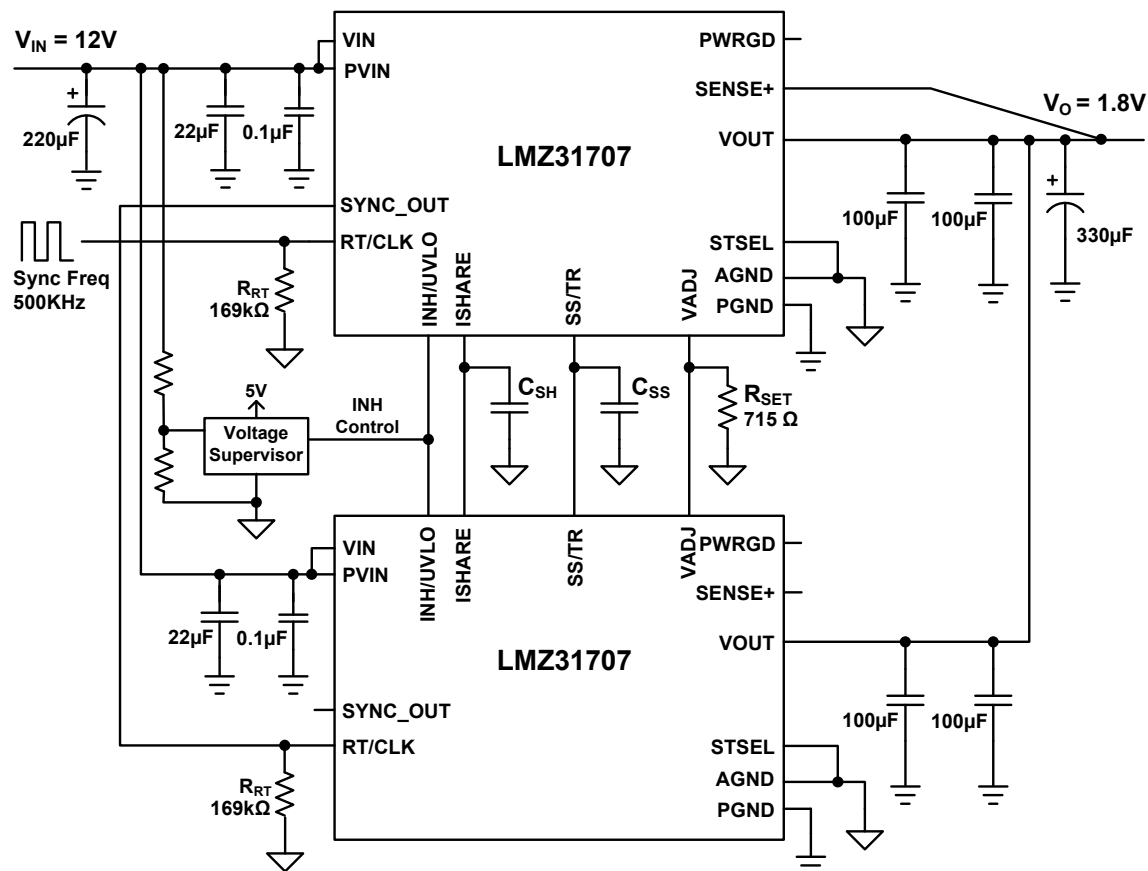 V_IN = 12V
VIN
PVIN
+
220µF
22µF
0.1µF
PWRGD
SENSE+
VOUT
V_O = 1.8V
LMZ31707
100µF
100µF
+
330µF
SYNC_OUT
RT/CLK
Sync Freq
500KHz
R_RT
169kΩ
INH/UVLO
ISHARE
SS/TR
VADJ
STSEL
AGND
PGND
5V
Voltage
Supervisor
INH
Control
C_SH
C_SS
R_SET
715 Ω
VIN
PVIN
22µF
0.1µF
INH/UVLO
ISHARE
SS/TR
VADJ
PWRGD
SENSE+
VOUT
LMZ31707
100µF
100µF
SYNC_OUT
RT/CLK
R_RT
169kΩ
STSEL
AGND
PGND